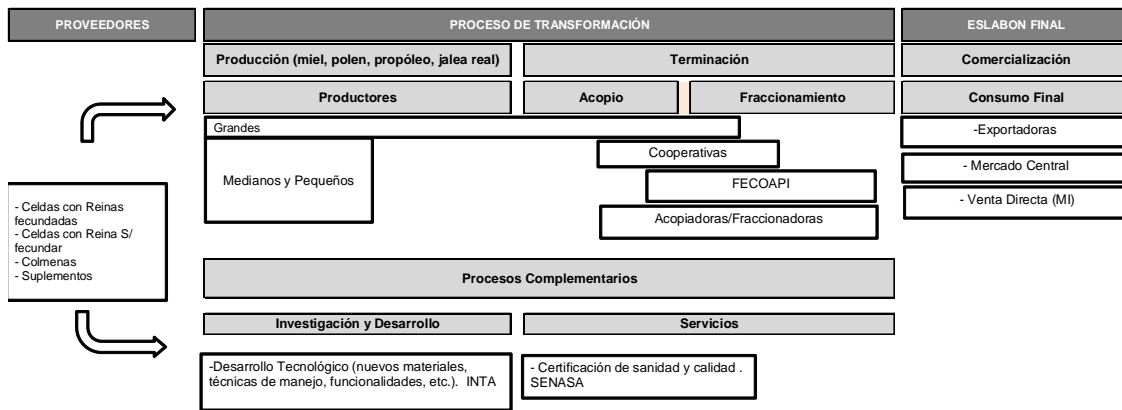 PROVEEDORES
PROCESO DE TRANSFORMACIÓN
ESLABON FINAL
Producción (miel, polen, propóleo, jalea real)
Terminación
Comercialización
Productores
Acopio
Fraccionamiento
Consumo Final
Grandes
-Exportadoras
Cooperativas
- Mercado Central
Medianos y Pequeños
FECOAPI
- Venta Directa (MI)
Acopiadoras/Fraccionadoras
- Celdas con Reinas
fecundadas
- Celdas con Reina S/
fecundar
- Colmenas
- Suplementos
Procesos Complementarios
Investigación y Desarrollo
Servicios
-Desarrollo Tecnológico (nuevos materiales,
técnicas de manejo, funcionalidades, etc.). INTA
- Certificación de sanidad y calidad .
SENASA